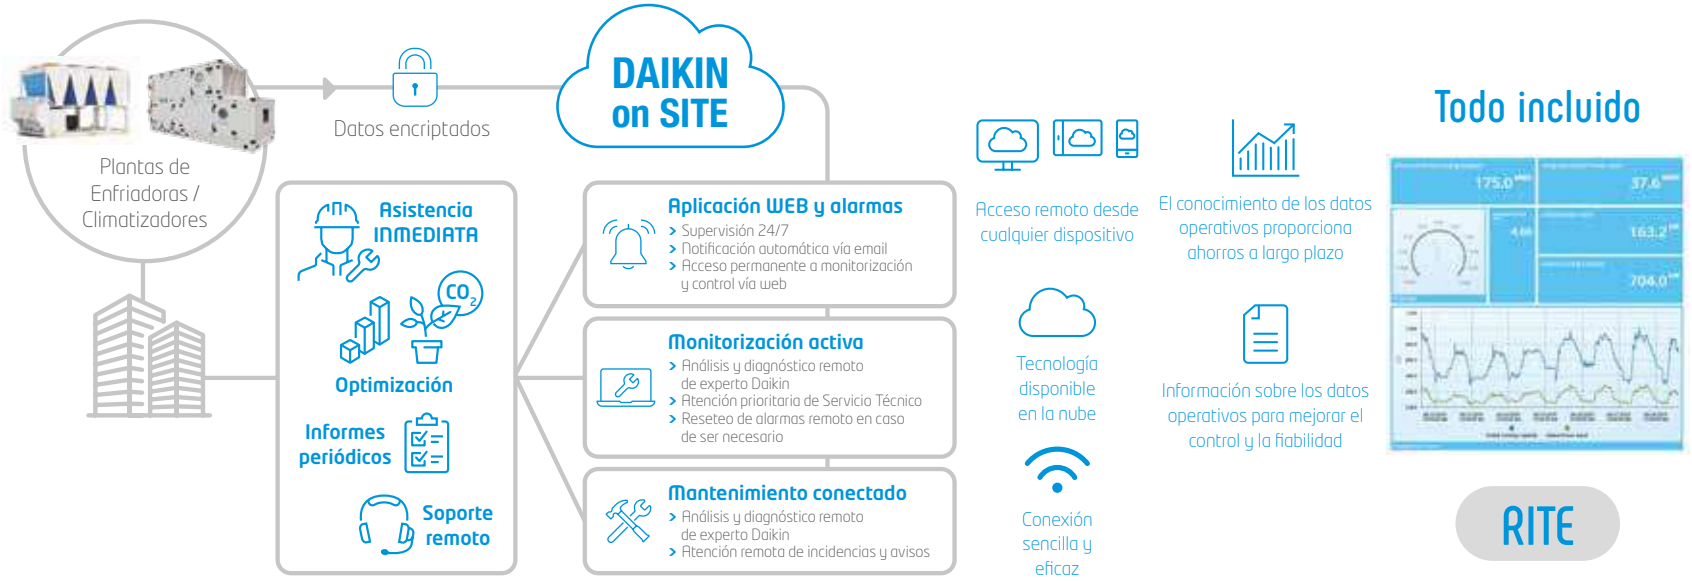 Plantas de
Enfriadoras /
Climatizadores
Datos encriptados
DAIKIN
on SITE
Asistencia
INMEDIATA
CO2
Optimización
Informes
periódicos
Soporte
remoto
Aplicación WEB y alarmas
> Supervisión 24/7
> Notificación automática vía email
> Acceso permanente a monitorización
y control vía web
Monitorización activa
> Análisis y diagnóstico remoto
de experto Daikin
> Atención prioritaria de Servicio Técnico
> Reseteo de alarmas remoto en caso
de ser necesario
Mantenimiento conectado
> Análisis y diagnóstico remoto
de experto Daikin
> Atención remota de incidencias y avisos
Acceso remoto desde
cualquier dispositivo
Tecnología
disponible
en la nube
Conexión
sencilla y
eficaz
El conocimiento de los datos
operativos proporciona
ahorros a largo plazo
Información sobre los datos
operativos para mejorar el
control y la fiabilidad
Todo incluido
175.0
37.6
163.2
704.0
RITE